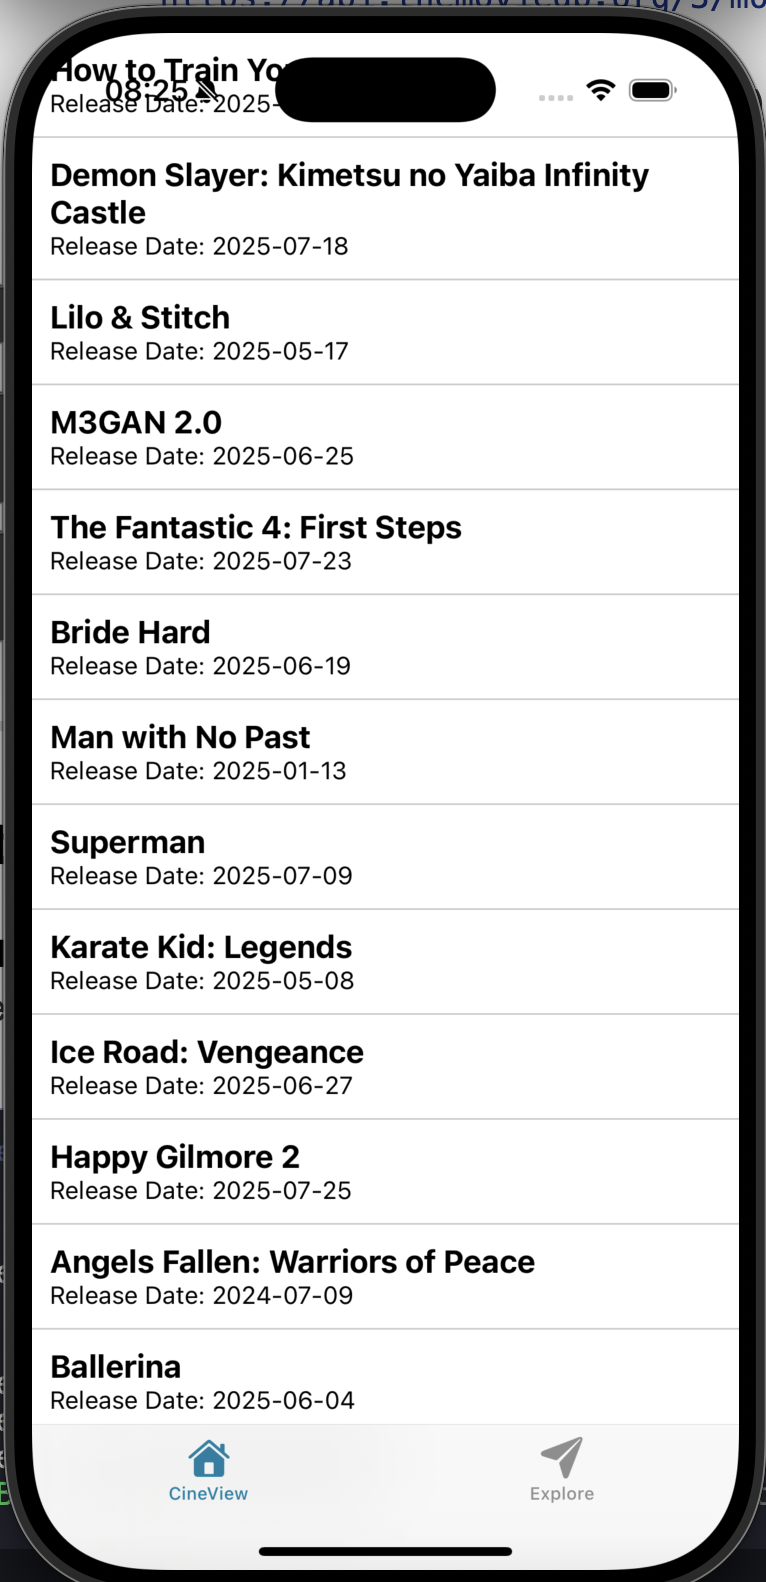 How to Train Yo
08:25
Release Date: 2025-
Demon Slayer: Kimetsu no Yaiba Infinity
Castle
Release Date: 2025-07-18
Lilo & Stitch
Release Date: 2025-05-17
M3GAN 2.0
Release Date: 2025-06-25
The Fantastic 4: First Steps
Release Date: 2025-07-23
Bride Hard
Release Date: 2025-06-19
Man with No Past
Release Date: 2025-01-13
Superman
Release Date: 2025-07-09
Karate Kid: Legends
Release Date: 2025-05-08
Ice Road: Vengeance
Release Date: 2025-06-27
Happy Gilmore 2
Release Date: 2025-07-25
Angels Fallen: Warriors of Peace
Release Date: 2024-07-09
Ballerina
Release Date: 2025-06-04
CineView
Explore